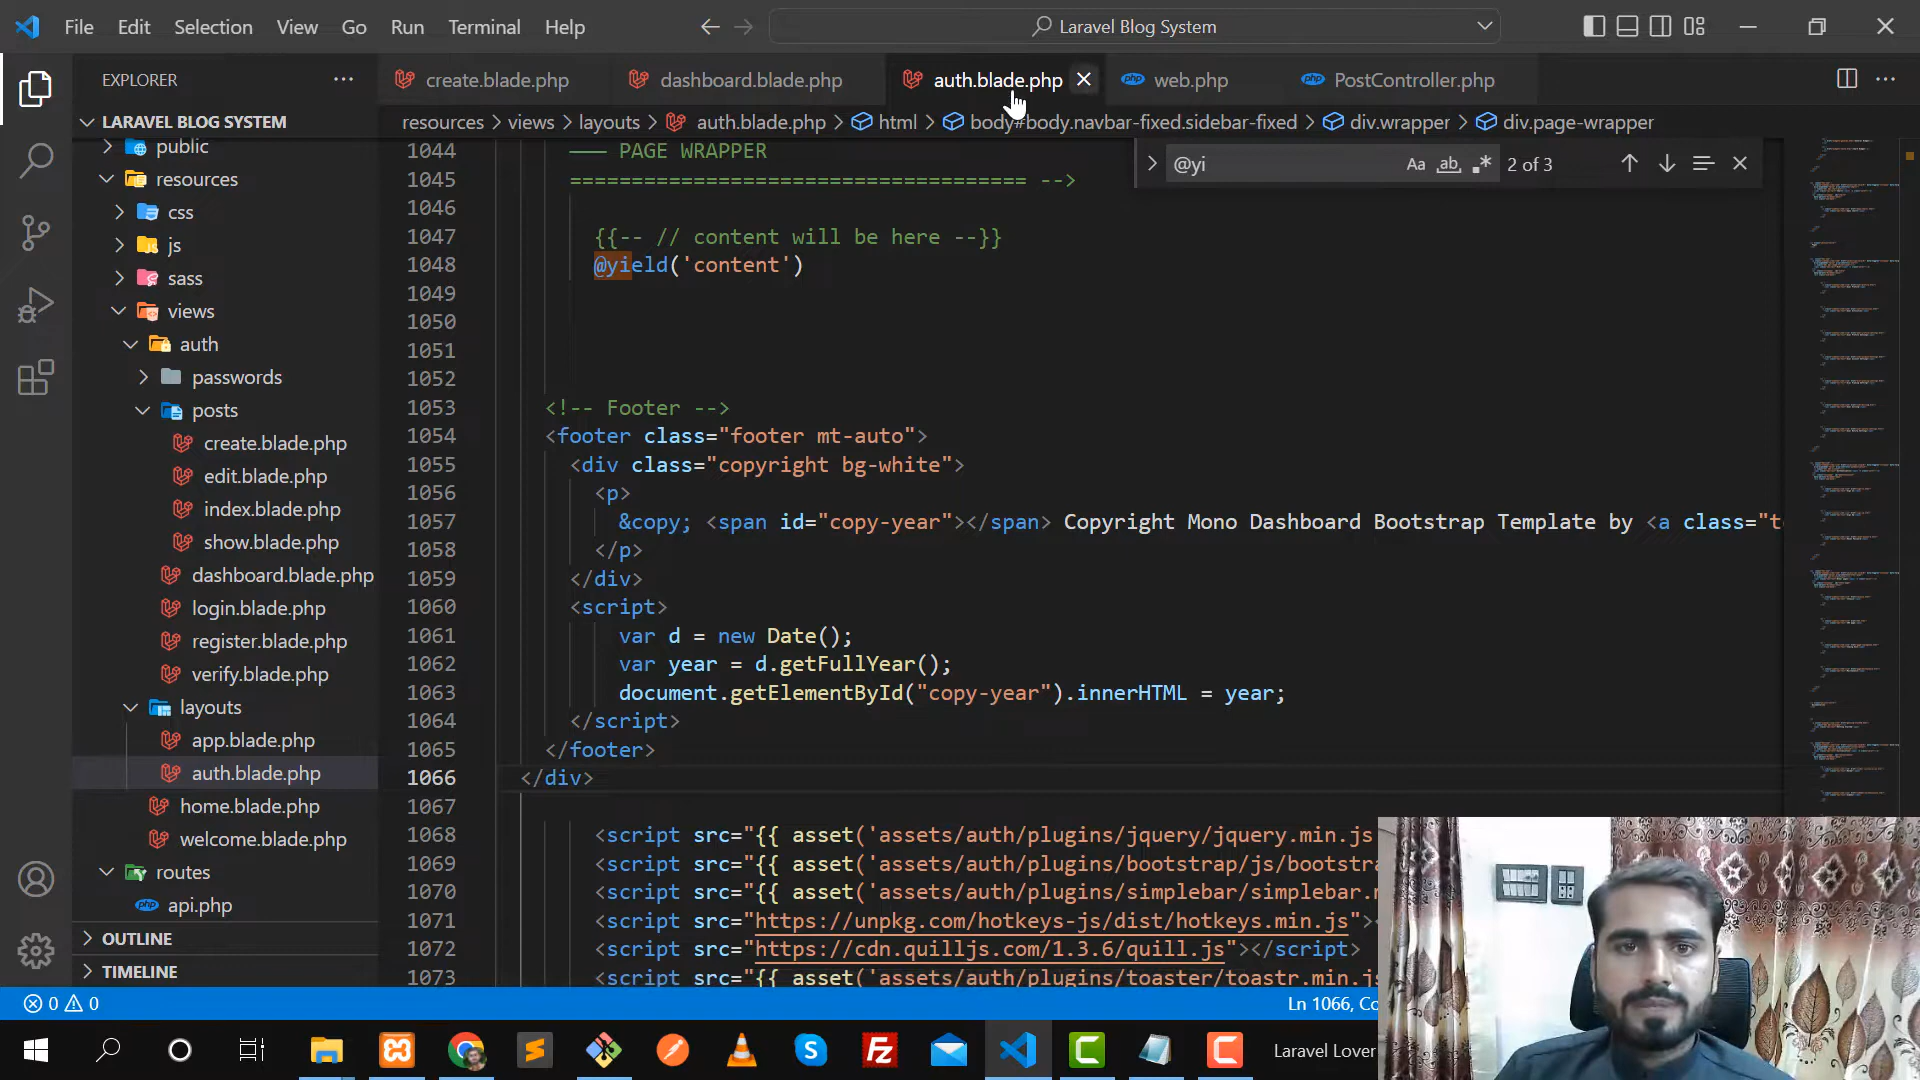 File Edit Selection View Go Run Terminal Help
Laravel Blog System
EXPLORER
create.blade.php
dashboard.blade.php
auth.blade.php
web.php
PostController.php
LARAVEL BLOG SYSTEM
resources > views > layouts > auth.blade.php > html > body#body.navbar-fixed.sidebar-fixed > div.wrapper > div.page-wrapper
@yi
Aa ab 2 of 3
public
resources
css
js
sass
views
auth
passwords
posts
create.blade.php
edit.blade.php
index.blade.php
show.blade.php
dashboard.blade.php
login.blade.php
register.blade.php
verify.blade.php
layouts
app.blade.php
auth.blade.php
home.blade.php
welcome.blade.php
routes
api.php
OUTLINE
TIMELINE
1044 ─── PAGE WRAPPER
1045 ===================================== -->
1046
1047 {{-- // content will be here --}}
1048 @yield('content')
1049
1050
1051
1052
1053 <!-- Footer -->
1054 <footer class="footer mt-auto">
1055 <div class="copyright bg-white">
1056 <p>
1057 &copy; <span id="copy-year"></span> Copyright Mono Dashboard Bootstrap Template by <a class="t
1058 </p>
1059 </div>
1060 <script>
1061 var d = new Date();
1062 var year = d.getFullYear();
1063 document.getElementById("copy-year").innerHTML = year;
1064 </script>
1065 </footer>
1066 </div>
1067
1068 <script src="{{ asset('assets/auth/plugins/jquery/jquery.min.js
1069 <script src="{{ asset('assets/auth/plugins/bootstrap/js/bootstra
1070 <script src="{{ asset('assets/auth/plugins/simplebar/simplebar.
1071 <script src="https://unpkg.com/hotkeys-js/dist/hotkeys.min.js">
1072 <script src="https://cdn.quilljs.com/1.3.6/quill.js"></script>
1073 <script src="{{ asset('assets/auth/plugins/toaster/toastr.min.js
0 0
Ln 1066, Co
Laravel Lover